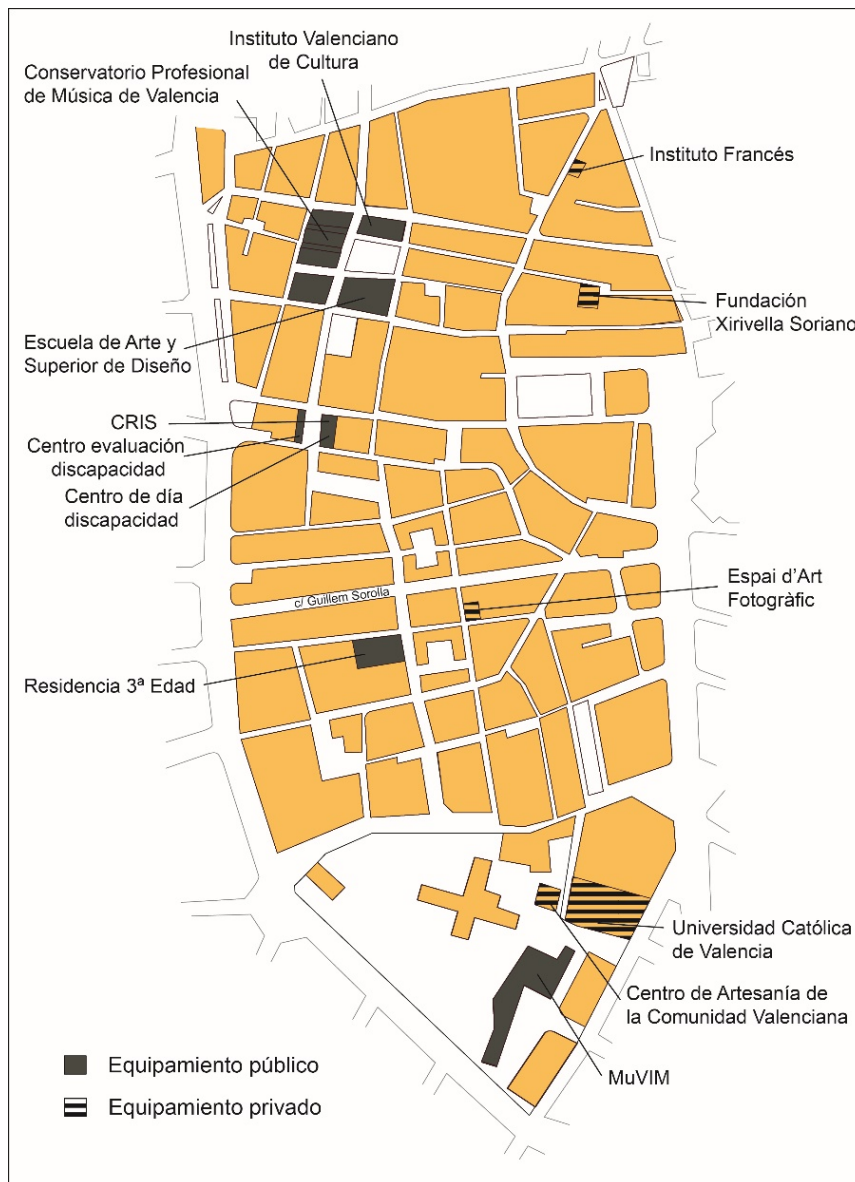 Instituto Valenciano
de Cultura
Conservatorio Profesional
de Música de Valencia
Instituto Francés
Fundación
Xirivella Soriano
Escuela de Arte y
Superior de Diseño
CRIS
Centro evaluación
discapacidad
Centro de día
discapacidad
Espai d’Art
Fotogràfic
c/ Guillem Sorolla
Residencia 3ª Edad
Universidad Católica
de Valencia
Centro de Artesanía de
la Comunidad Valenciana
MuVIM
Equipamiento público
Equipamiento privado